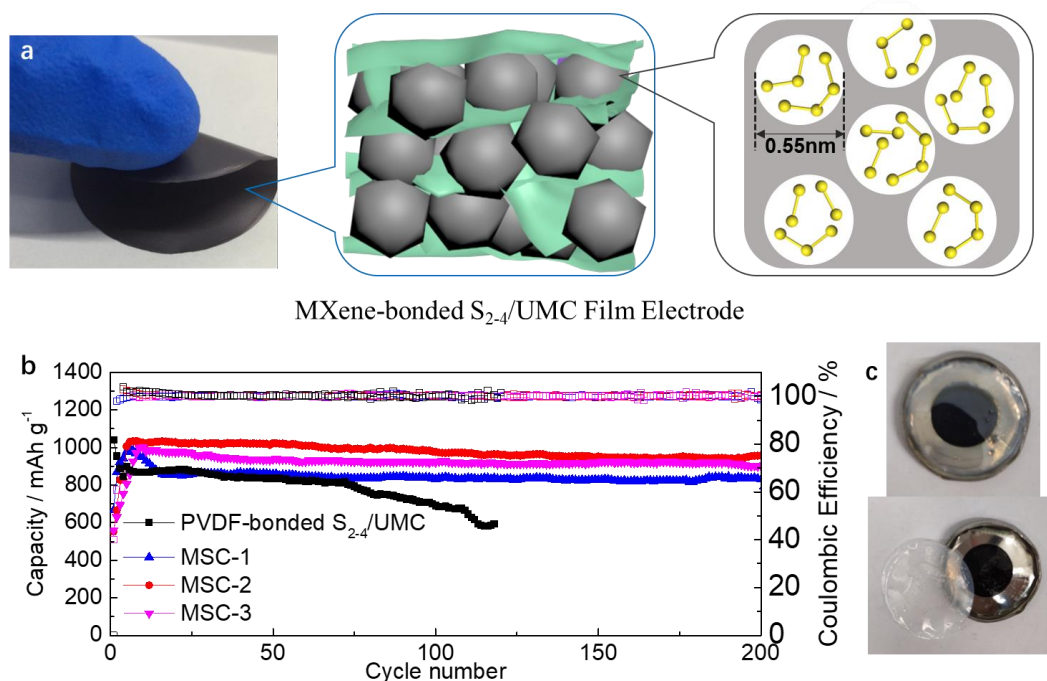 a
0.55nm
MXene-bonded S2-4/UMC Film Electrode
b
c
1400
1200
1000
800
600
400
200
0
Capacity / mAh g-1
PVDF-bonded S2-4/UMC
MSC-1
MSC-2
MSC-3
0
50
100
150
200
Cycle number
100
80
60
40
20
0
Coulombic Efficiency / %